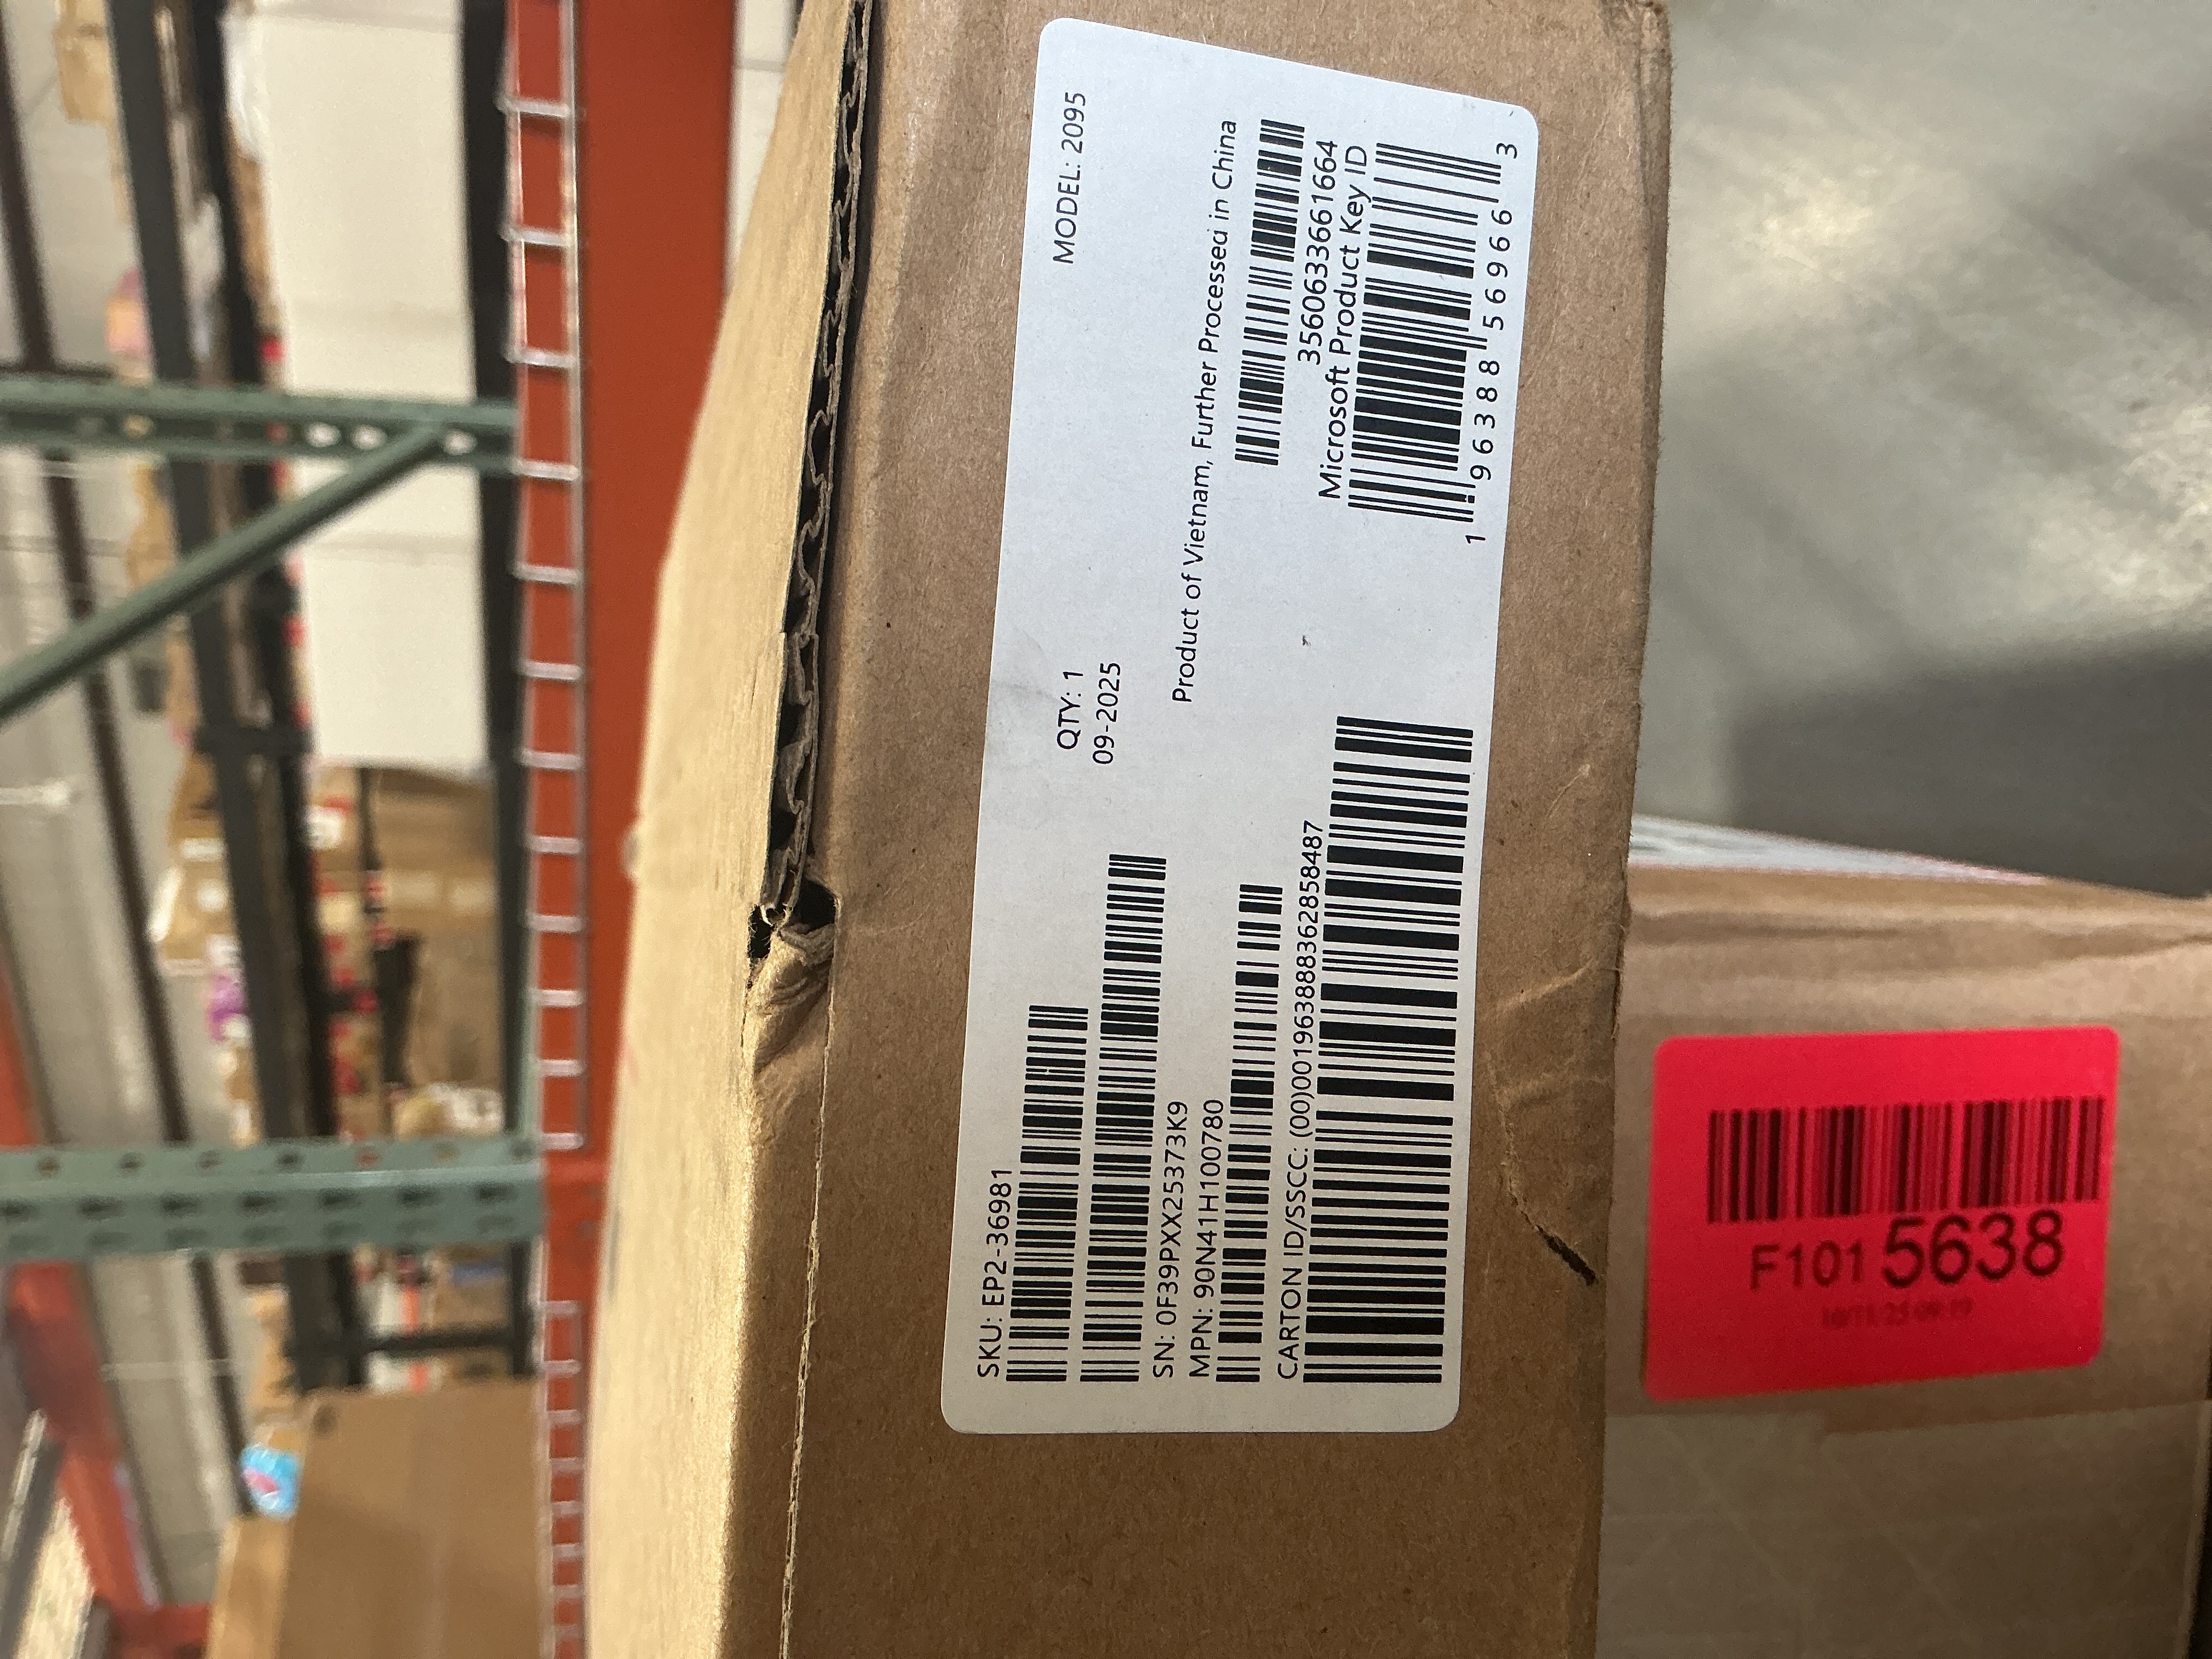 SKU: EP2-36981
QTY: 1
MODEL: 2095
09-2025
SN: 0F39PXX25373K9
Product of Vietnam, Further Processed in China
MPN: 90N41H100780
3560633661664
Microsoft Product Key ID
CARTON ID/SSCC: (00)00196388836285858487
1 96388 56966 3
F101 5638